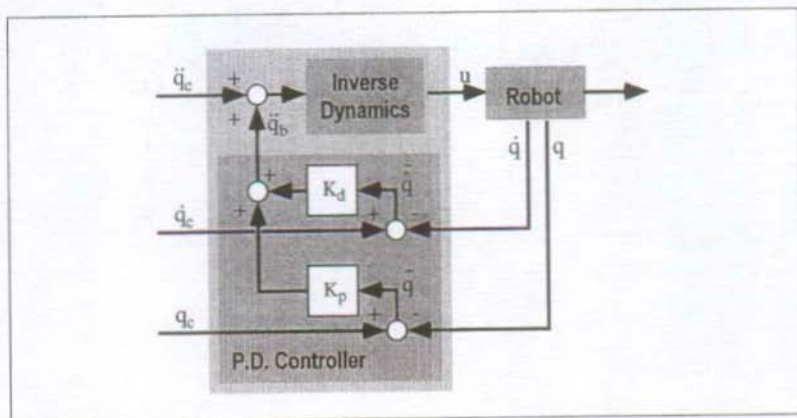 q̈c
+
+
q̈b
Inverse
Dynamics
u
Robot
q̇
q
q̇c
+
+
Kd
q̃̇
+
-
qc
Kp
q̃
+
-
P.D. Controller